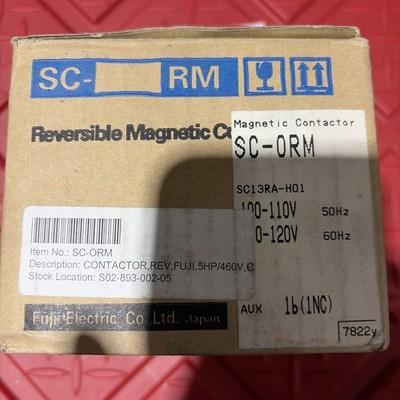 SC- RM
Reversible Magnetic Co
Magnetic Contactor
SC-0RM
SC13RA-H01
100-110V 50Hz
0-120V 60Hz
AUX 1b(1NC)
7822y
Item No.: SC-ORM
Description: CONTACTOR,REV,FUJI,5HP/460V,C
Stock Location: S02-893-002-05
Fuji Electric Co.,Ltd. Japan